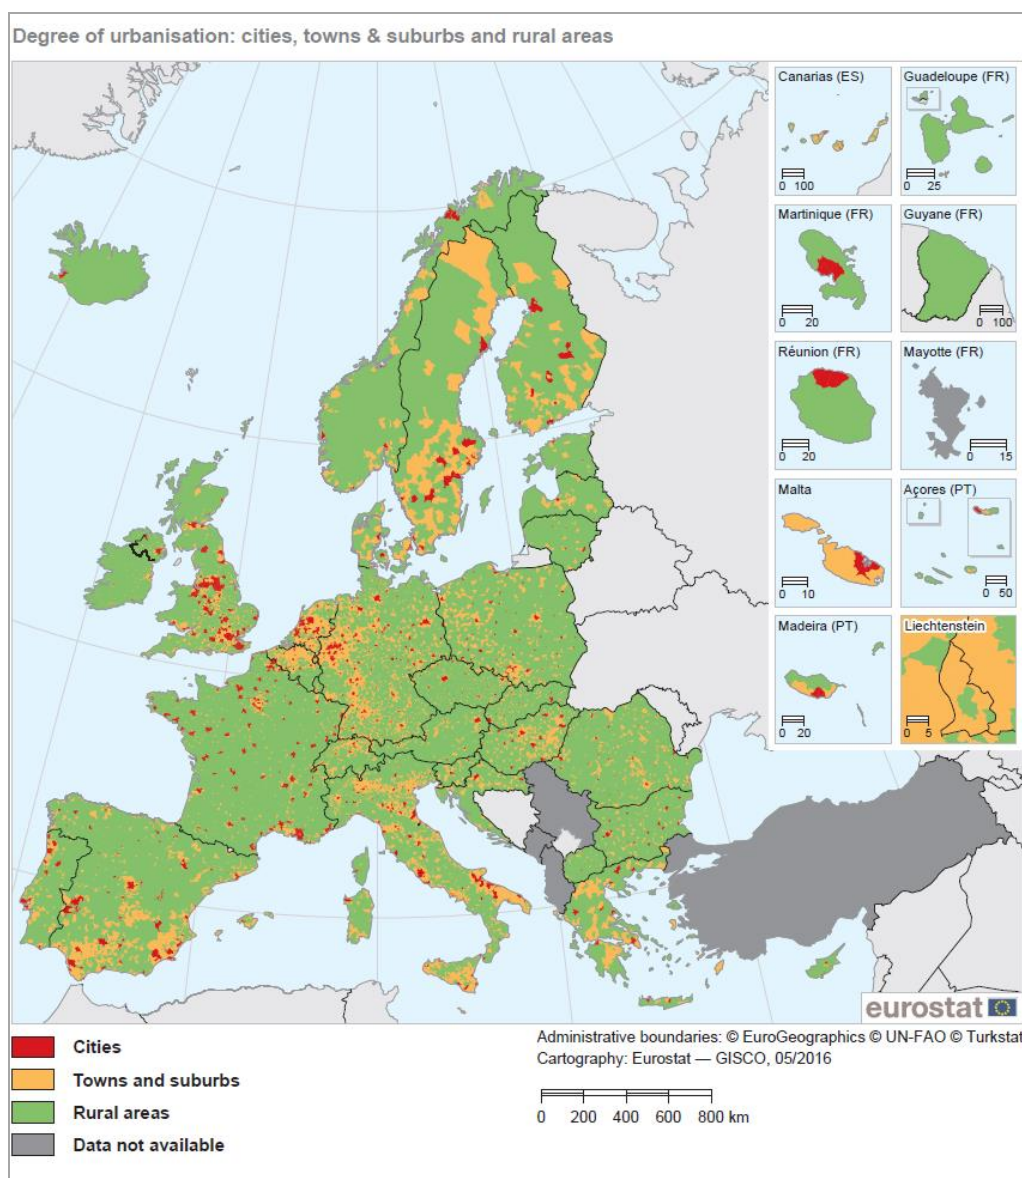 Degree of urbanisation: cities, towns & suburbs and rural areas
Canarias (ES)
0 100
Guadeloupe (FR)
0 25
Martinique (FR)
0 20
Guyane (FR)
0 100
Réunion (FR)
0 20
Mayotte (FR)
0 15
Malta
0 10
Açores (PT)
0 50
Madeira (PT)
0 20
Liechtenstein
0 5
eurostat
Cities
Towns and suburbs
Rural areas
Data not available
Administrative boundaries: © EuroGeographics © UN-FAO © Turkstat
Cartography: Eurostat — GISCO, 05/2016
0 200 400 600 800 km